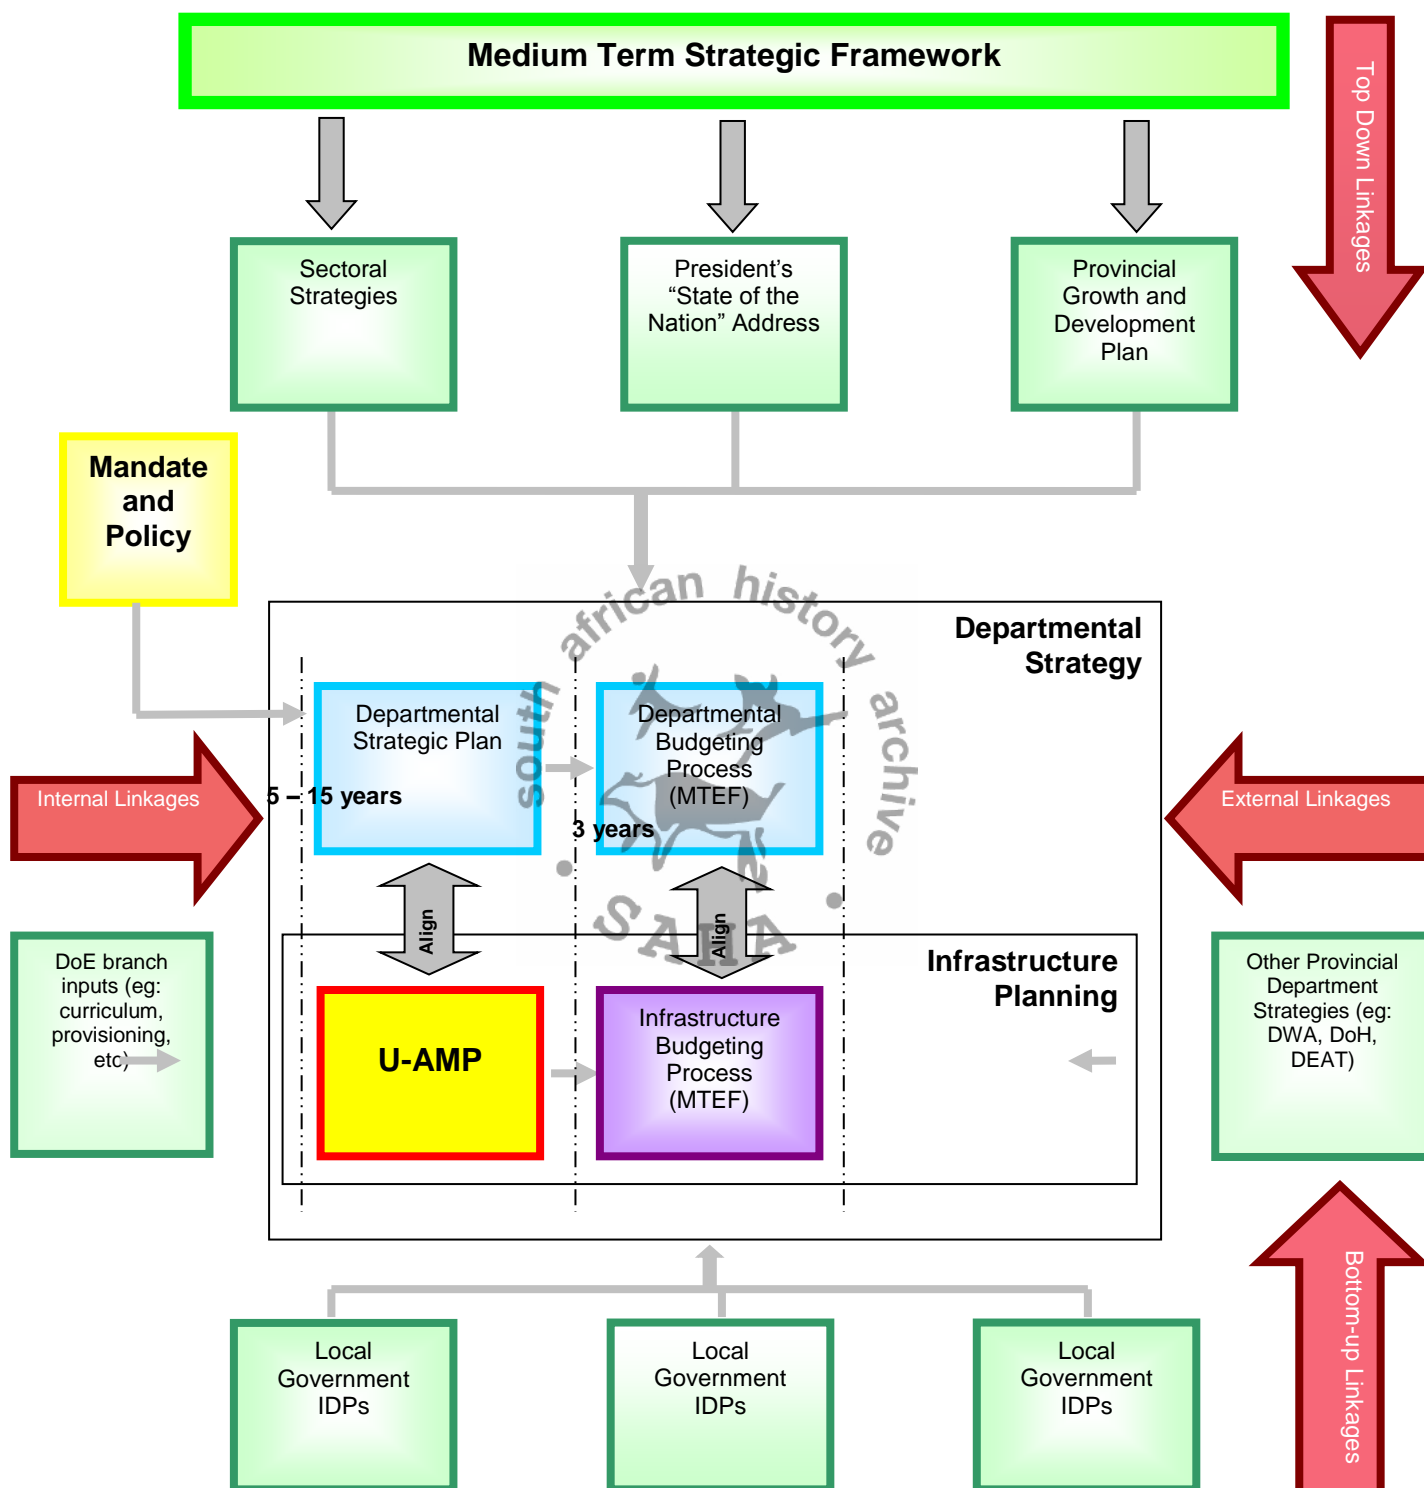 Medium Term Strategic Framework
Top Down Linkages
Sectoral
Strategies
President’s
“State of the
Nation” Address
Provincial
Growth and
Development
Plan
Mandate
and
Policy
Departmental
Strategy
Departmental
Strategic Plan
Departmental
Budgeting
Process
(MTEF)
5 – 15 years
3 years
Internal Linkages
External Linkages
Align
Align
Infrastructure
Planning
DoE branch
inputs (eg:
curriculum,
provisioning,
etc)
U-AMP
Infrastructure
Budgeting
Process
(MTEF)
Other Provincial
Department
Strategies (eg:
DWA, DoH,
DEAT)
south african history archive
• SAHA •
Local
Government
IDPs
Local
Government
IDPs
Local
Government
IDPs
Bottom-up Linkages